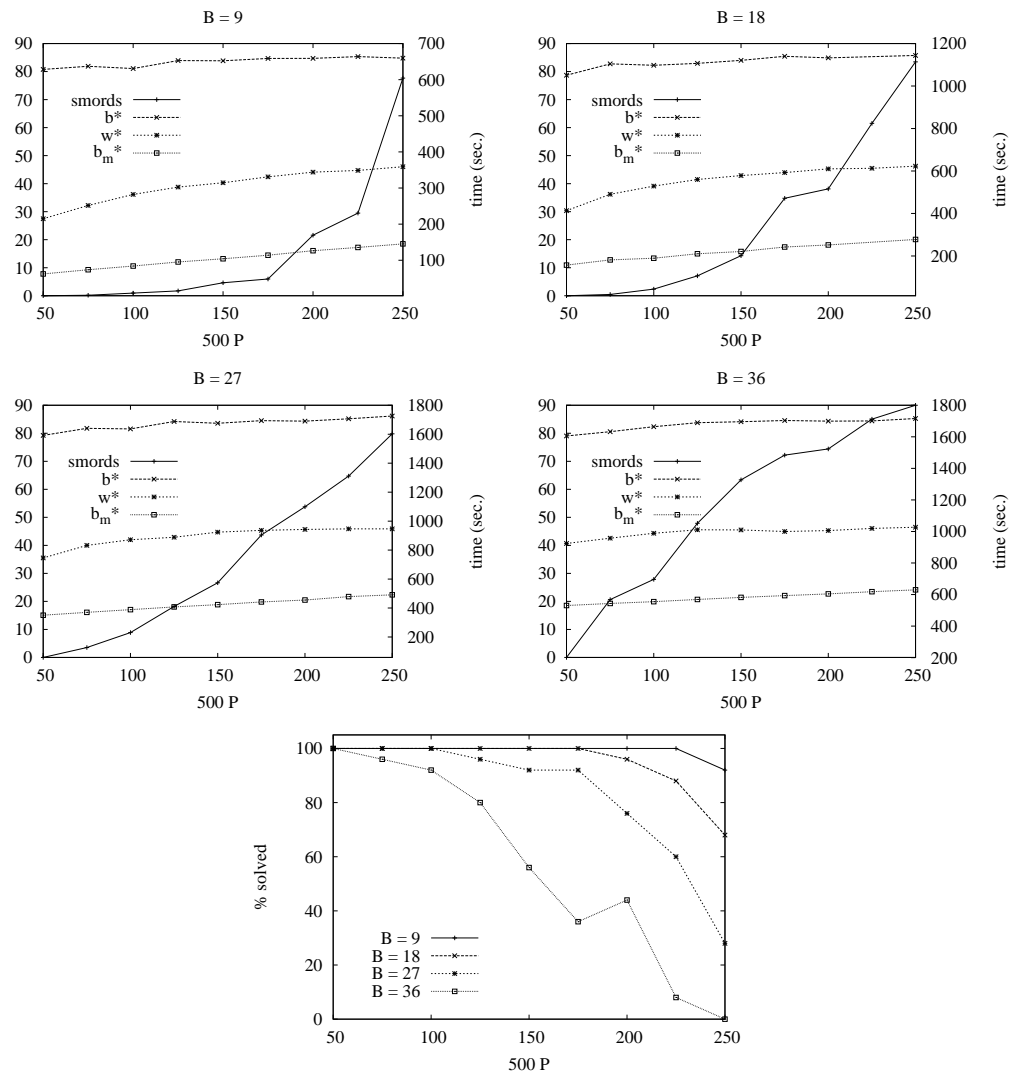 B = 9
90
80
70
60
50
40
30
20
10
0
700
600
500
400
300
200
100
smords
b*
w*
b_m*
time (sec.)
50 100 150 200 250
500 P
B = 18
90
80
70
60
50
40
30
20
10
0
1200
1000
800
600
400
200
smords
b*
w*
b_m*
time (sec.)
50 100 150 200 250
500 P
B = 27
90
80
70
60
50
40
30
20
10
0
1800
1600
1400
1200
1000
800
600
400
200
smords
b*
w*
b_m*
time (sec.)
50 100 150 200 250
500 P
B = 36
90
80
70
60
50
40
30
20
10
0
1800
1600
1400
1200
1000
800
600
400
200
smords
b*
w*
b_m*
time (sec.)
50 100 150 200 250
500 P
100
80
60
40
20
0
% solved
B = 9
B = 18
B = 27
B = 36
50 100 150 200 250
500 P